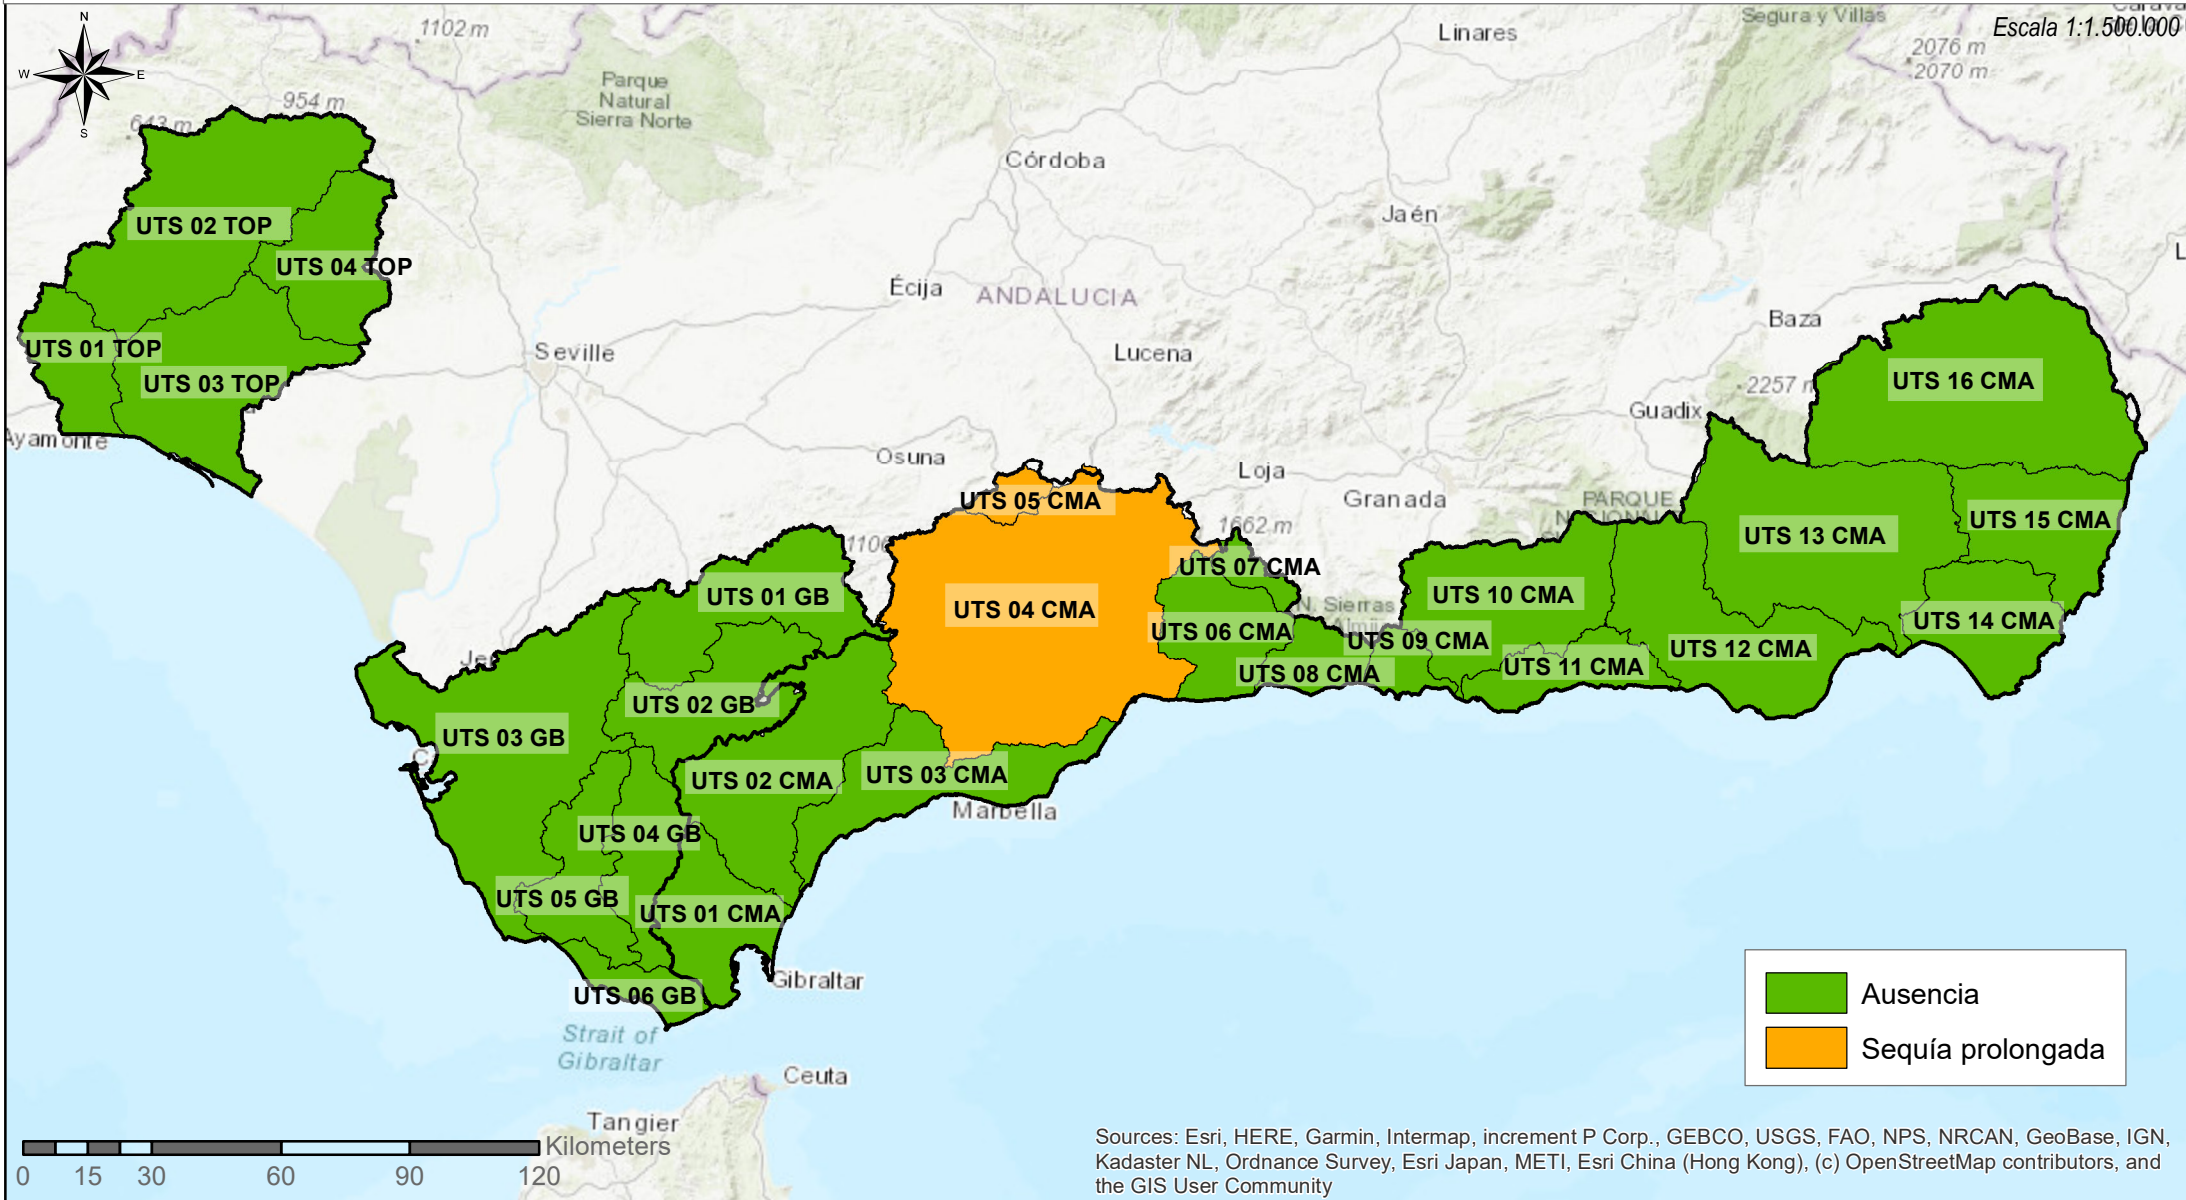 N
W
E
S
1102 m
Linares
Segura y Villas
Escala 1:1.500.000
2076 m
2070 m
Parque
Natural
Sierra Norte
954 m
643 m
Córdoba
Jaén
UTS 02 TOP
UTS 04 TOP
Écija
ANDALUCIA
Baza
UTS 01 TOP
Seville
Lucena
UTS 03 TOP
UTS 16 CMA
2257 m
Guadix
Ayamonte
Osuna
Loja
Granada
UTS 05 CMA
PARQUE
1662 m
UTS 15 CMA
UTS 13 CMA
UTS 07 CMA
UTS 01 GB
UTS 10 CMA
UTS 04 CMA
N. Sierras
UTS 14 CMA
UTS 06 CMA
UTS 09 CMA
UTS 12 CMA
UTS 11 CMA
UTS 08 CMA
UTS 02 GB
UTS 03 GB
UTS 02 CMA
UTS 03 CMA
Marbella
UTS 04 GB
UTS 05 GB
UTS 01 CMA
Gibraltar
UTS 06 GB
Strait of
Gibraltar
Ceuta
Tangier
Ausencia
Sequía prolongada
Kilometers
0 15 30 60 90 120
Sources: Esri, HERE, Garmin, Intermap, increment P Corp., GEBCO, USGS, FAO, NPS, NRCAN, GeoBase, IGN,
Kadaster NL, Ordnance Survey, Esri Japan, METI, Esri China (Hong Kong), (c) OpenStreetMap contributors, and
the GIS User Community